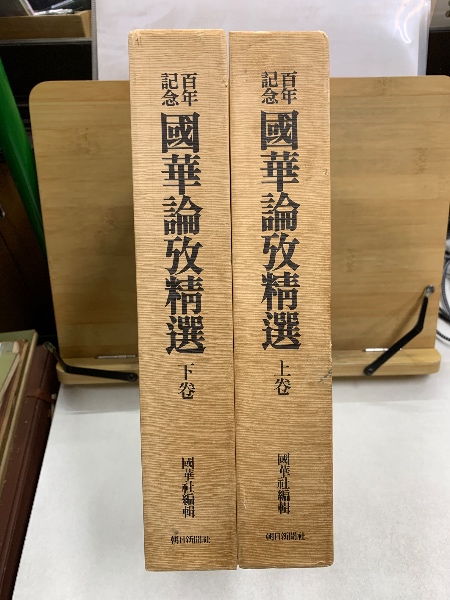 百年
記念
國華論攷精選
上卷
國華社編輯
朝日新聞社
百年
記念
國華論攷精選
下卷
國華社編輯
朝日新聞社